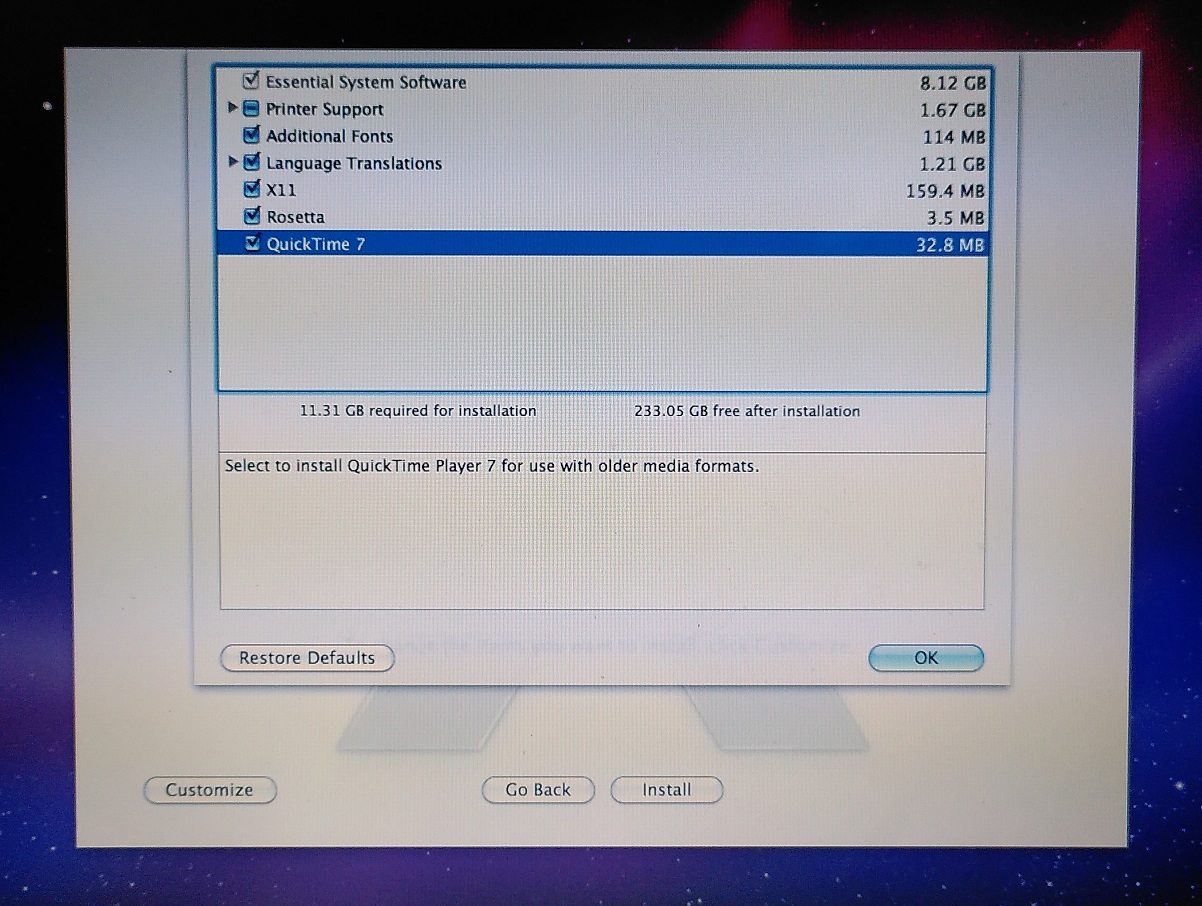 Essential System Software 8.12 GB
Printer Support 1.67 GB
Additional Fonts 114 MB
Language Translations 1.21 GB
X11 159.4 MB
Rosetta 3.5 MB
QuickTime 7 32.8 MB
11.31 GB required for installation 233.05 GB free after installation
Select to install QuickTime Player 7 for use with older media formats.
Restore Defaults OK
Customize Go Back Install